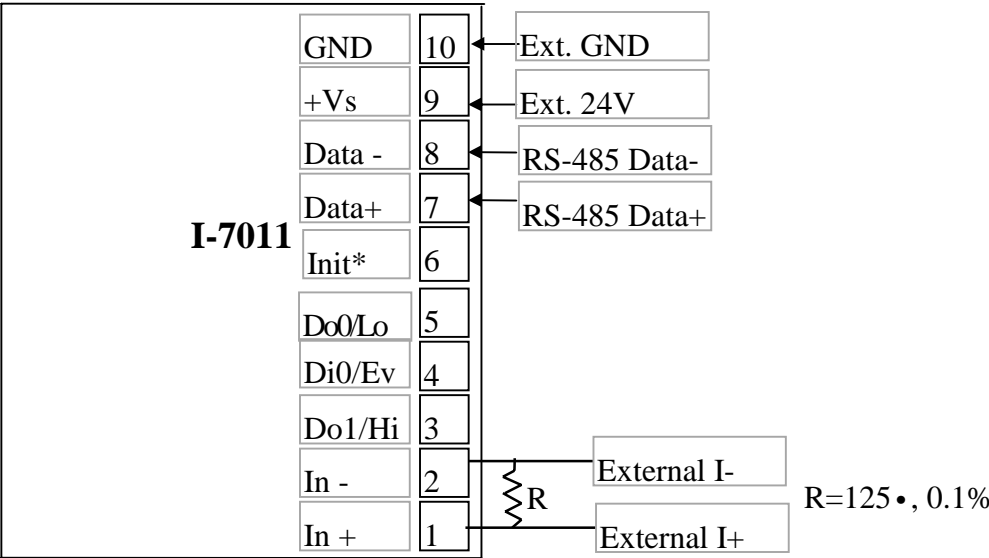 GND 10 Ext. GND
+Vs 9 Ext. 24V
Data - 8 RS-485 Data-
Data+ 7 RS-485 Data+
I-7011
Init* 6
Do0/Lo 5
Di0/Ev 4
Do1/Hi 3
In - 2 External I-
R R=125•, 0.1%
In + 1 External I+